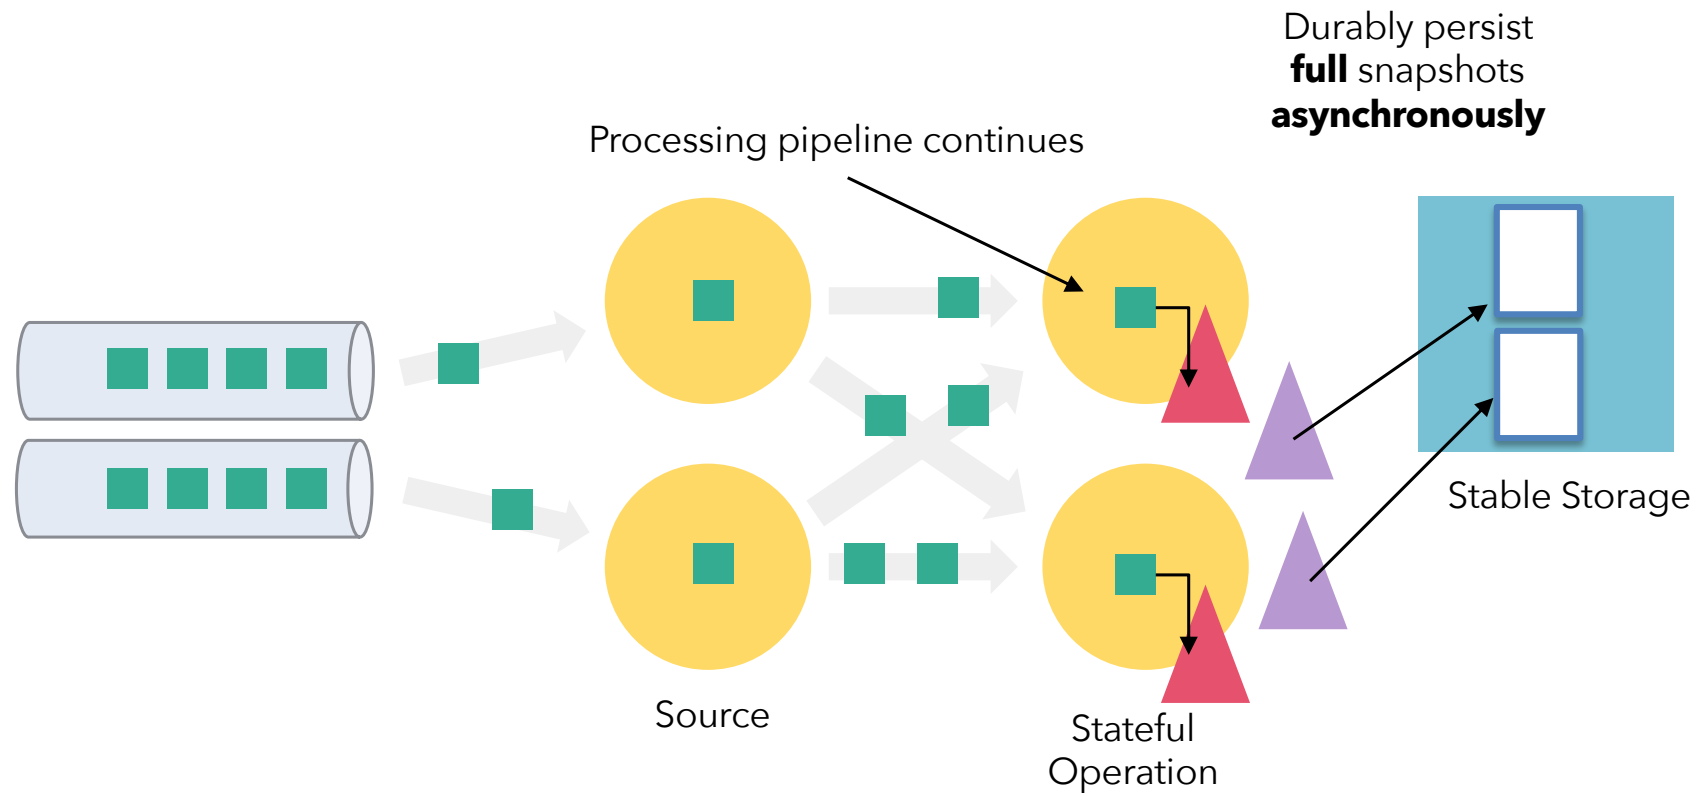 Durably persist
full snapshots
asynchronously
Processing pipeline continues
Stable Storage
Source
Stateful
Operation